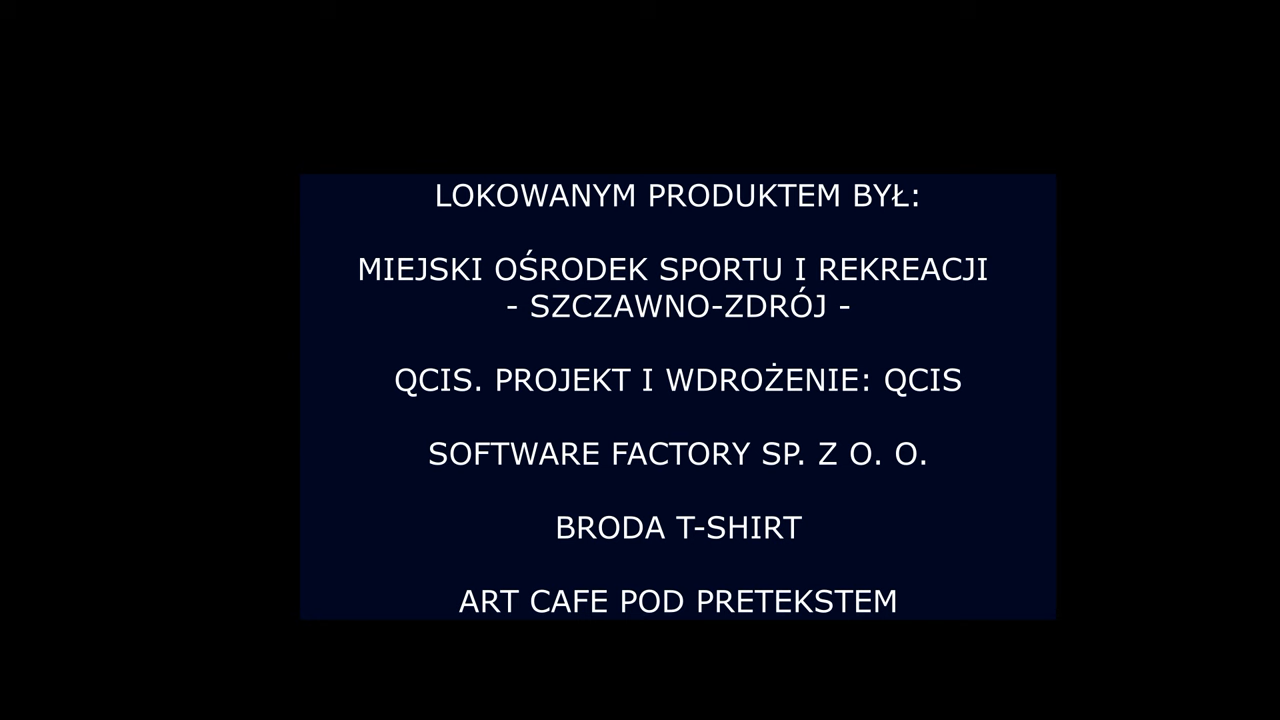 LOKOWANYM PRODUKTEM BYŁ:
MIEJSKI OŚRODEK SPORTU I REKREACJI
- SZCZAWNO-ZDRÓJ -
QCIS. PROJEKT I WDROŻENIE: QCIS
SOFTWARE FACTORY SP. Z O. O.
BRODA T-SHIRT
ART CAFE POD PRETEKSTEM